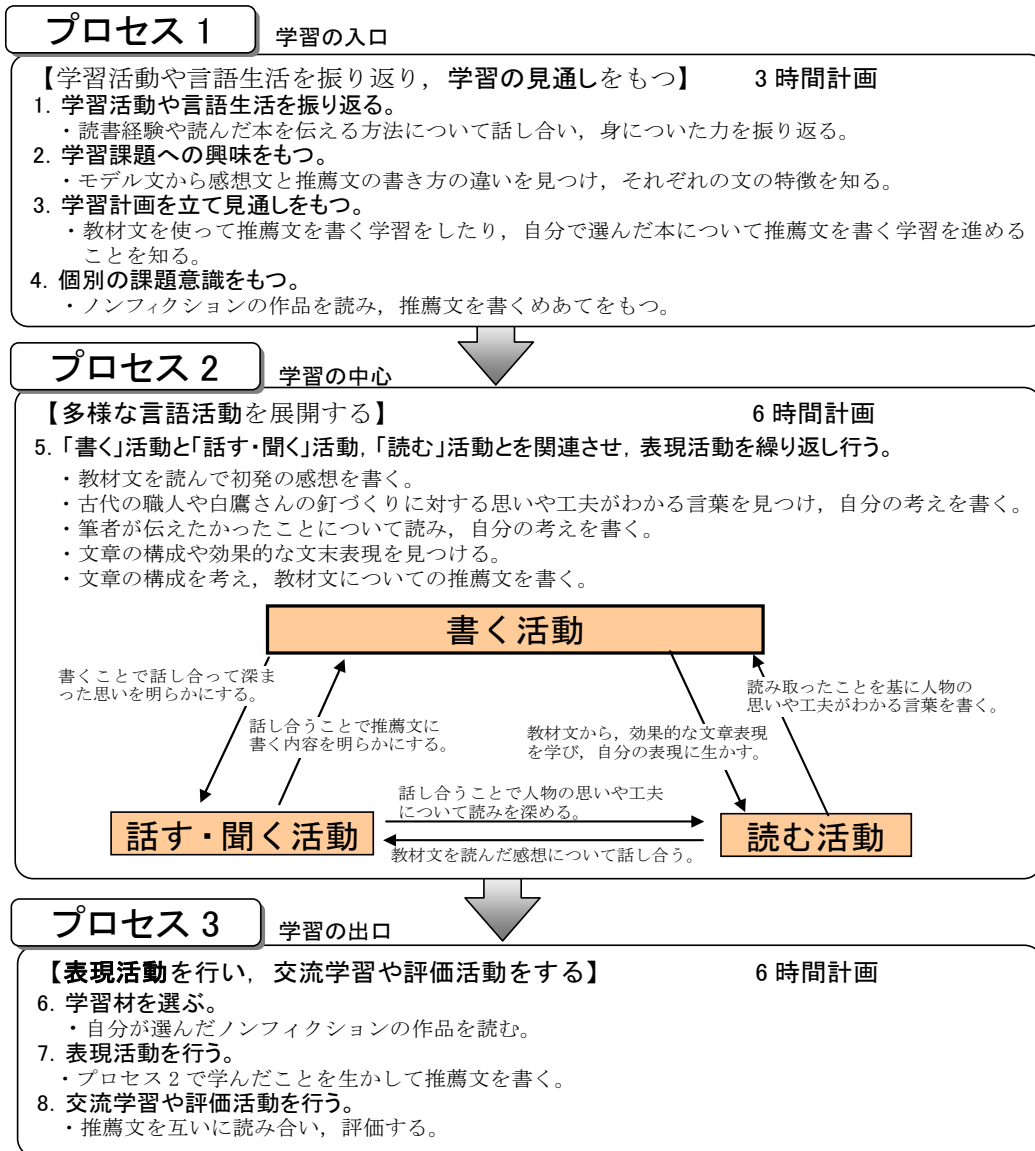 プロセス 1
学習の入口
【学習活動や言語生活を振り返り，学習の見通しをもつ】 3 時間計画
1. 学習活動や言語生活を振り返る。
・読書経験や読んだ本を伝える方法について話し合い，身についた力を振り返る。
2. 学習課題への興味をもつ。
・モデル文から感想文と推薦文の書き方の違いを見つけ，それぞれの文の特徴を知る。
3. 学習計画を立て見通しをもつ。
・教材文を使って推薦文を書く学習をしたり，自分で選んだ本について推薦文を書く学習を進める
ことを知る。
4. 個別の課題意識をもつ。
・ノンフィクションの作品を読み，推薦文を書くめあてをもつ。
プロセス 2
学習の中心
【多様な言語活動を展開する】 6 時間計画
5. 「書く」活動と「話す・聞く」活動，「読む」活動とを関連させ，表現活動を繰り返し行う。
・教材文を読んで初発の感想を書く。
・古代の職人や白鷹さんの釘づくりに対する思いや工夫がわかる言葉を見つけ，自分の考えを書く。
・筆者が伝えたかったことについて読み，自分の考えを書く。
・文章の構成や効果的な文末表現を見つける。
・文章の構成を考え，教材文についての推薦文を書く。
書く活動
書くことで話し合って深ま
った思いを明らかにする。
話し合うことで推薦文に
書く内容を明らかにする。
教材文から，効果的な文章表現
を学び，自分の表現に生かす。
読み取ったことを基に人物の
思いや工夫がわかる言葉を書く。
話し合うことで人物の思いや工夫
について読みを深める。
話す・聞く活動
教材文を読んだ感想について話し合う。
読む活動
プロセス 3
学習の出口
【表現活動を行い，交流学習や評価活動をする】 6 時間計画
6. 学習材を選ぶ。
・自分が選んだノンフィクションの作品を読む。
7. 表現活動を行う。
・プロセス２で学んだことを生かして推薦文を書く。
8. 交流学習や評価活動を行う。
・推薦文を互いに読み合い，評価する。